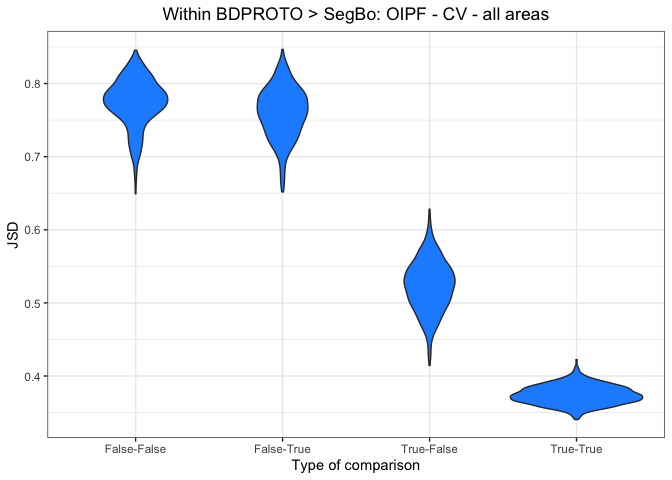 Within BDPROTO > SegBo: OIPF - CV - all areas
0.8
0.7
0.6
0.5
0.4
JSD
False-False False-True True-False True-True
Type of comparison